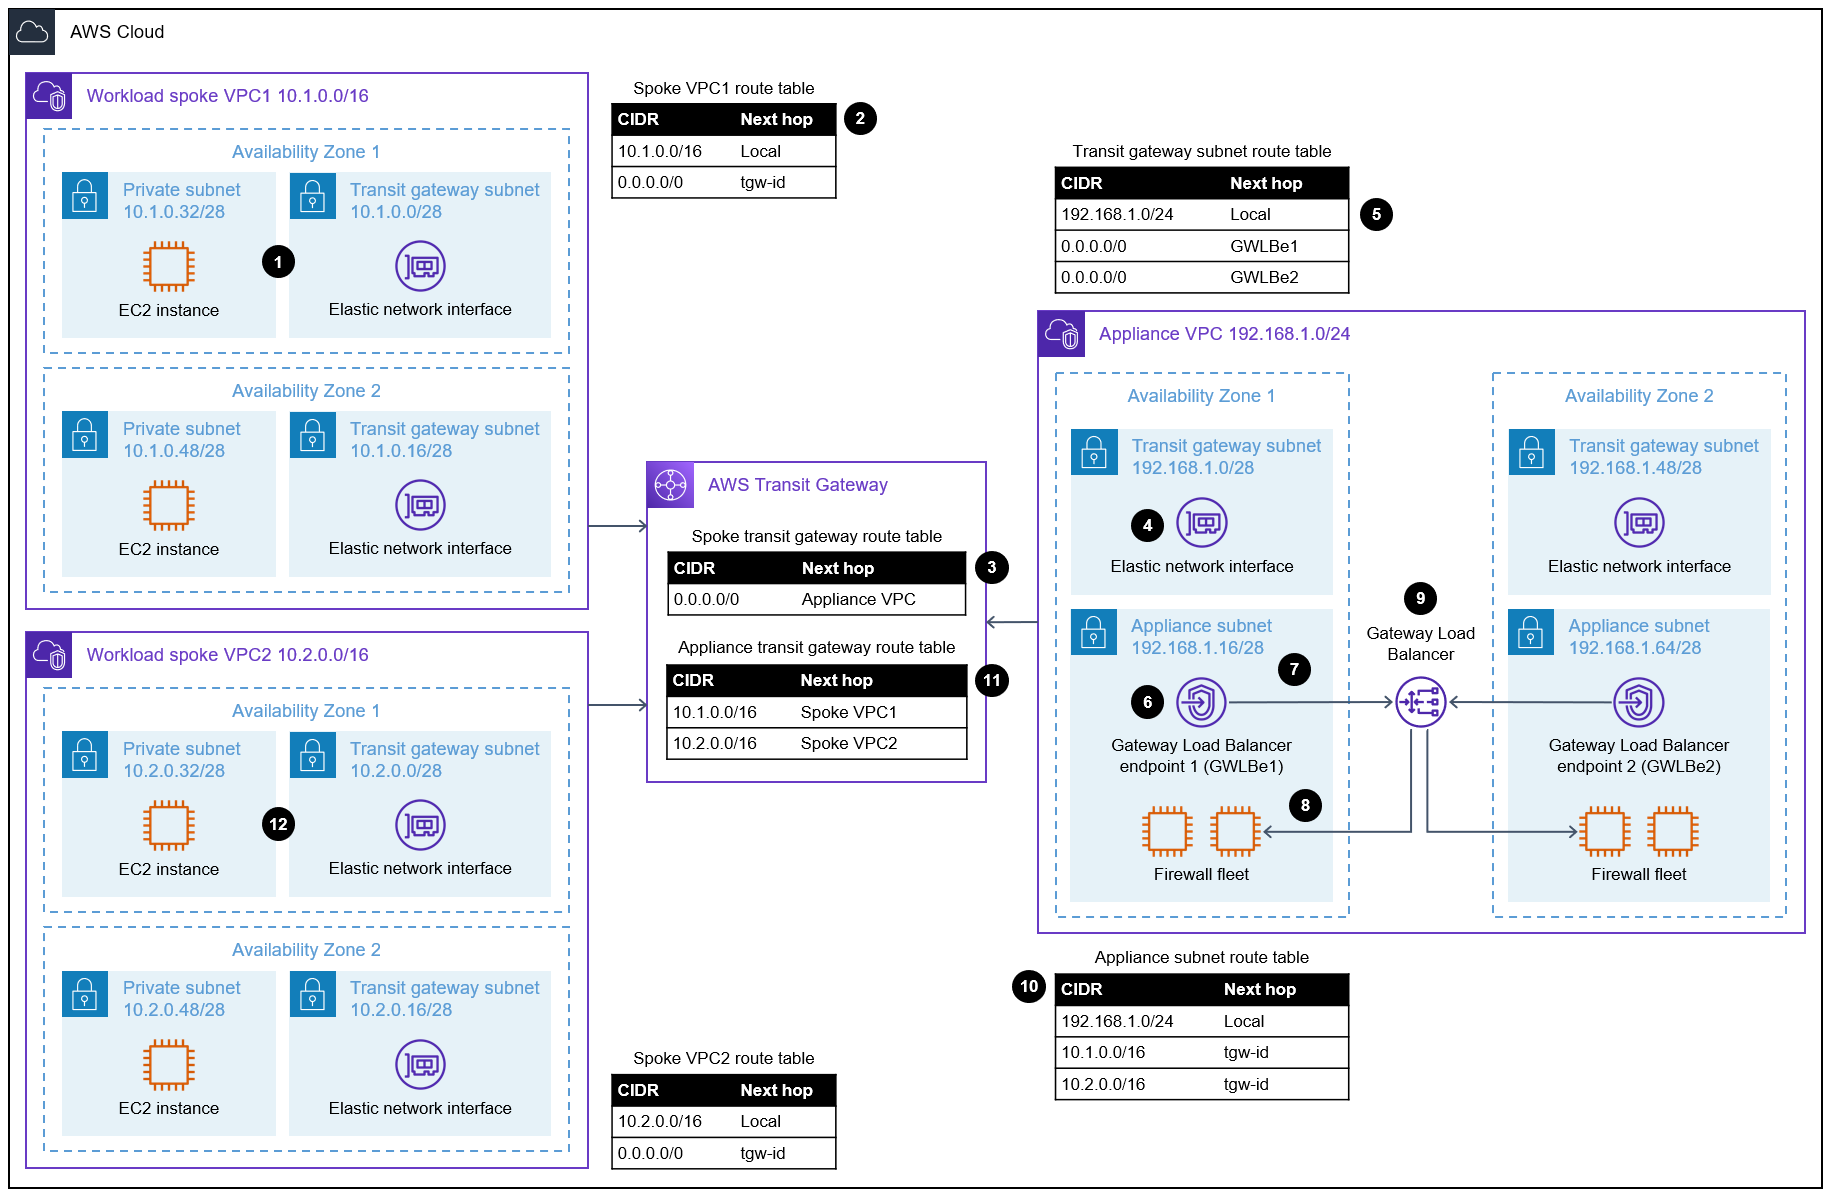 AWS Cloud
Workload spoke VPC1 10.1.0.0/16
Availability Zone 1
Private subnet
10.1.0.32/28
EC2 instance
1
Transit gateway subnet
10.1.0.0/28
Elastic network interface
Availability Zone 2
Private subnet
10.1.0.48/28
EC2 instance
Transit gateway subnet
10.1.0.16/28
Elastic network interface
Workload spoke VPC2 10.2.0.0/16
Availability Zone 1
Private subnet
10.2.0.32/28
EC2 instance
12
Transit gateway subnet
10.2.0.0/28
Elastic network interface
Availability Zone 2
Private subnet
10.2.0.48/28
EC2 instance
Transit gateway subnet
10.2.0.16/28
Elastic network interface
Spoke VPC1 route table
CIDR Next hop
2
10.1.0.0/16 Local
0.0.0.0/0 tgw-id
AWS Transit Gateway
Spoke transit gateway route table
CIDR Next hop
3
0.0.0.0/0 Appliance VPC
Appliance transit gateway route table
CIDR Next hop
11
10.1.0.0/16 Spoke VPC1
10.2.0.0/16 Spoke VPC2
Spoke VPC2 route table
CIDR Next hop
10.2.0.0/16 Local
0.0.0.0/0 tgw-id
Transit gateway subnet route table
CIDR Next hop
192.168.1.0/24 Local
5
0.0.0.0/0 GWLBe1
0.0.0.0/0 GWLBe2
Appliance VPC 192.168.1.0/24
Availability Zone 1
Transit gateway subnet
192.168.1.0/28
4
Elastic network interface
Appliance subnet
192.168.1.16/28
7
6
Gateway Load Balancer
endpoint 1 (GWLBe1)
8
Firewall fleet
9
Gateway Load
Balancer
Availability Zone 2
Transit gateway subnet
192.168.1.48/28
Elastic network interface
Appliance subnet
192.168.1.64/28
Gateway Load Balancer
endpoint 2 (GWLBe2)
Firewall fleet
Appliance subnet route table
10
CIDR Next hop
192.168.1.0/24 Local
10.1.0.0/16 tgw-id
10.2.0.0/16 tgw-id